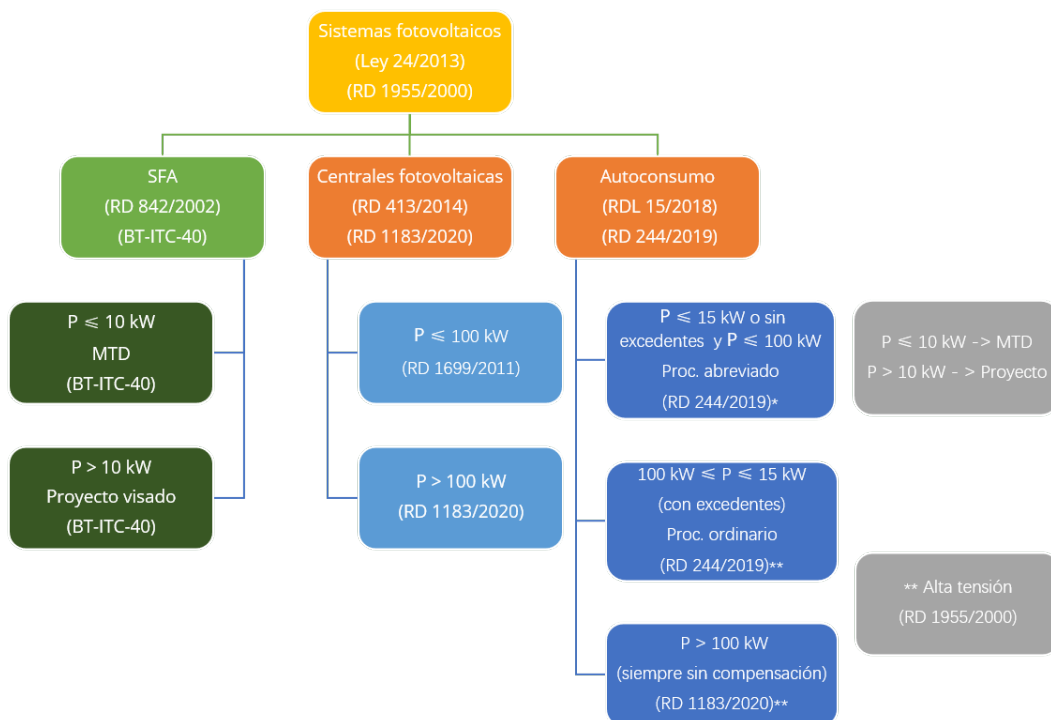 Sistemas fotovoltaicos
(Ley 24/2013)
(RD 1955/2000)
SFA
(RD 842/2002)
(BT-ITC-40)
Centrales fotovoltaicas
(RD 413/2014)
(RD 1183/2020)
Autoconsumo
(RDL 15/2018)
(RD 244/2019)
P ⩽ 10 kW
MTD
(BT-ITC-40)
P > 10 kW
Proyecto visado
(BT-ITC-40)
P ⩽ 100 kW
(RD 1699/2011)
P > 100 kW
(RD 1183/2020)
P ⩽ 15 kW o sin
excedentes y P ⩽ 100 kW
Proc. abreviado
(RD 244/2019)*
100 kW ⩽ P ⩽ 15 kW
(con excedentes)
Proc. ordinario
(RD 244/2019)**
P > 100 kW
(siempre sin compensación)
(RD 1183/2020)**
P ⩽ 10 kW -> MTD
P > 10 kW - > Proyecto
** Alta tensión
(RD 1955/2000)